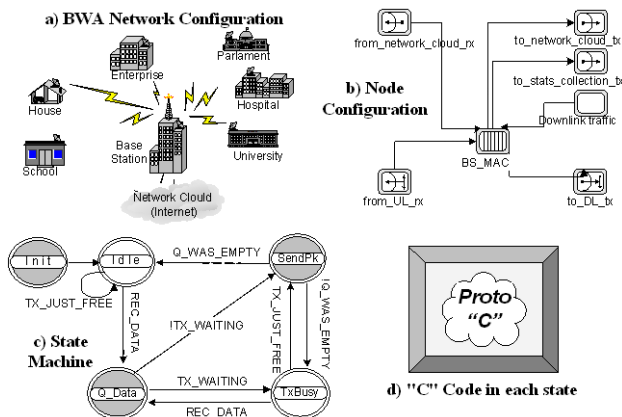 a) BWA Network Configuration
Enterprise
Parlament
House
Hospital
School
Base
Station
University
Network Clould
(Internet)
from_network_cloud_rx
to_network_cloud_tx
b) Node
Configuration
to_stats_collection_tx
Downlink traffic
BS_MAC
from_UL_rx
to_DL_tx
Init
Idle
Q_WAS_EMPTY
SendPk
TX_JUST_FREE
REC_DATA
!TX_WAITING
TX_JUST_FREE
!Q_WAS_EMPTY
c) State
Machine
Q_Data
TX_WAITING
TxBusy
REC_DATA
Proto
"C"
d) "C" Code in each state